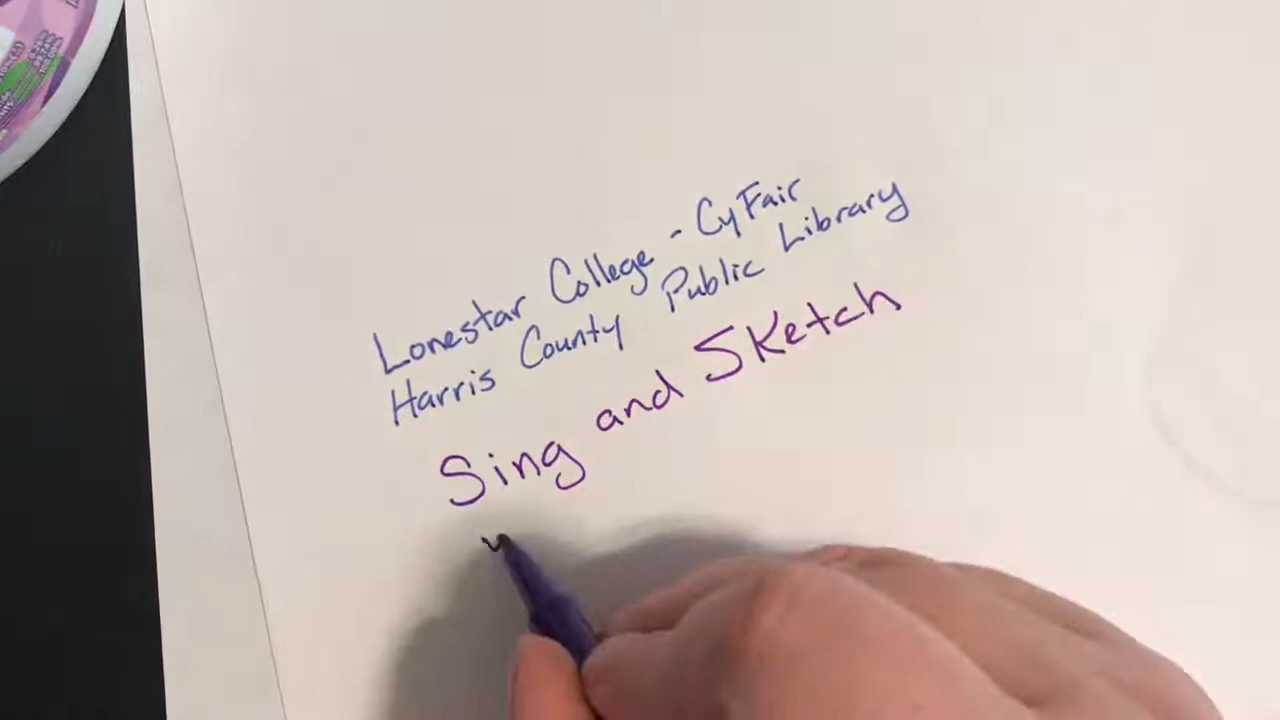 Lonestar College - CyFair
Harris County Public Library
Sing and Sketch